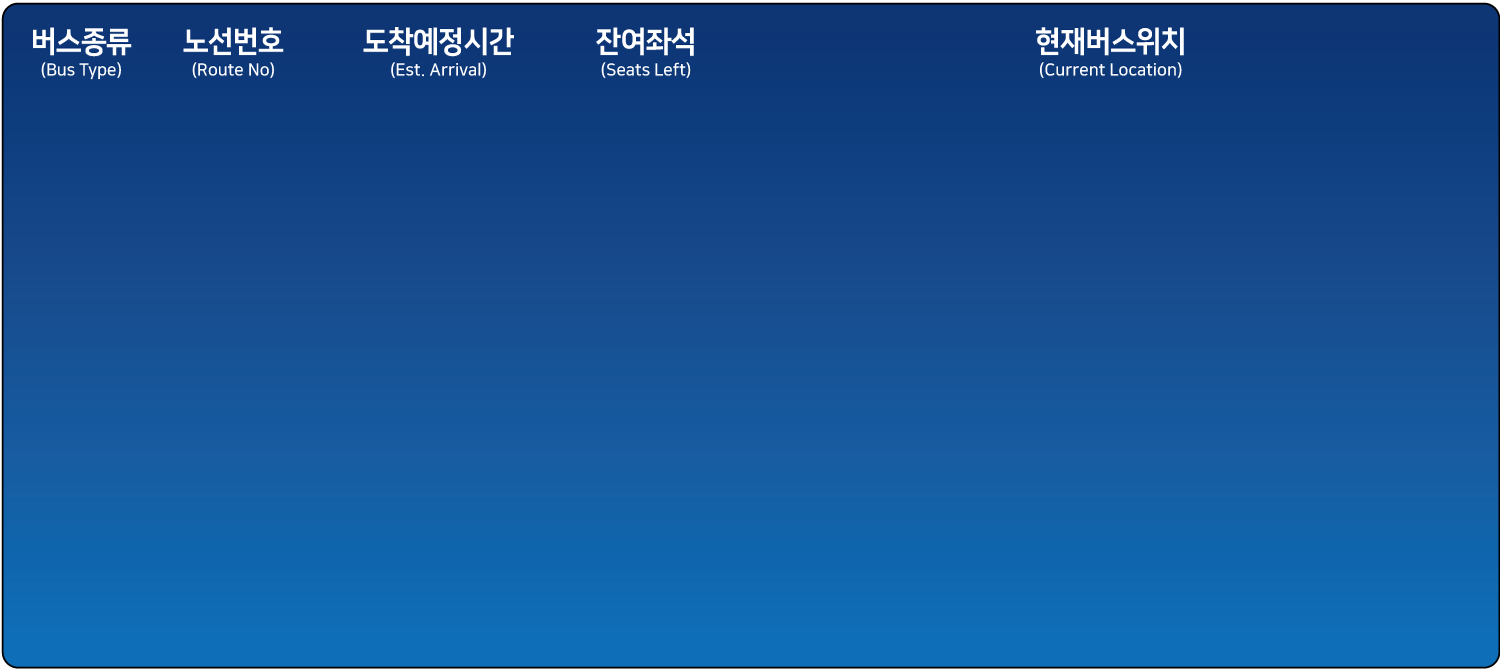 버스종류 노선번호 도착예정시간 잔여좌석 현재버스위치
(Bus Type) (Route No) (Est. Arrival) (Seats Left) (Current Location)